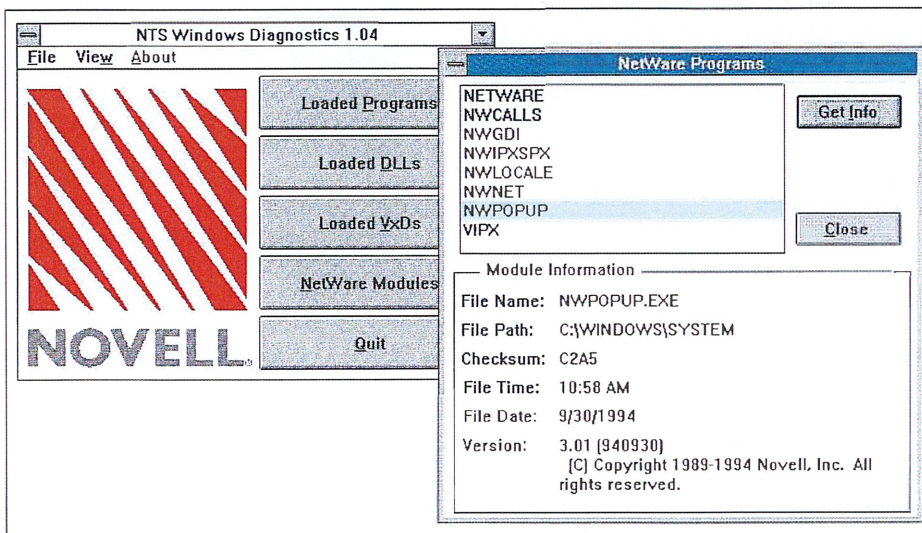 NTS Windows Diagnostics 1.04
File View About
Loaded Programs
Loaded DLLs
Loaded VxDs
NetWare Modules
Quit
NOVELL®
NetWare Programs
NETWARE
NWCALLS
NWGDI
NWIPXSPX
NWLOCALE
NWNET
NWPOPUP
VIPX
Get Info
Close
Module Information
File Name: NWPOPUP.EXE
File Path: C:\WINDOWS\SYSTEM
Checksum: C2A5
File Time: 10:58 AM
File Date: 9/30/1994
Version: 3.01 (940930)
(C) Copyright 1989-1994 Novell, Inc. All
rights reserved.